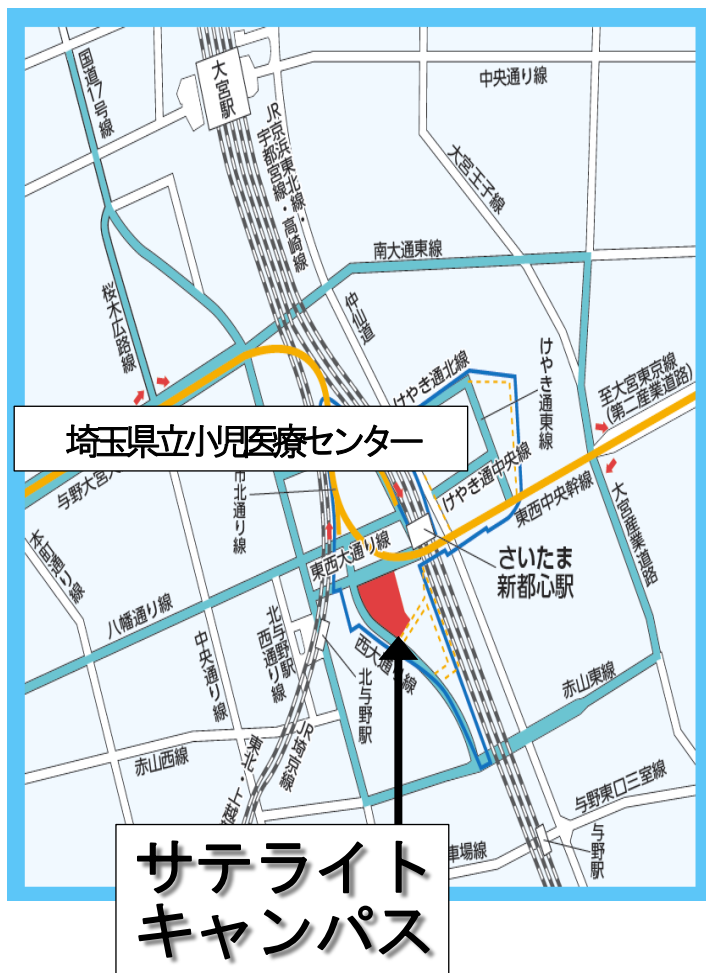 国道17号線
大宮駅
中央通り線
JR京浜東北線・
宇都宮線・高崎線
大宮王子線
南大通東線
桜木広路線
仲仙道
けやき通北線
けやき通東線
至大宮東京線
(第二産業道路)
埼玉県立小児医療センター
与野大宮
市北通り線
けやき通中央線
東西中央幹線
大宮産業道路
本町通り線
東西大通り線
さいたま
新都心駅
八幡通り線
北与野駅
西通り線
中央通り線
西大通り線
北与野駅
赤山東線
赤山西線
JR埼京線
東北・上越
与野東口三室線
車場線
与野駅
サテライト
キャンパス